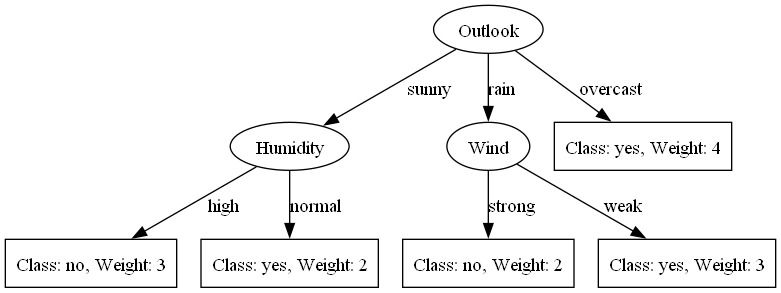 Outlook
sunny
rain
overcast
Humidity
Wind
Class: yes, Weight: 4
high
normal
strong
weak
Class: no, Weight: 3
Class: yes, Weight: 2
Class: no, Weight: 2
Class: yes, Weight: 3